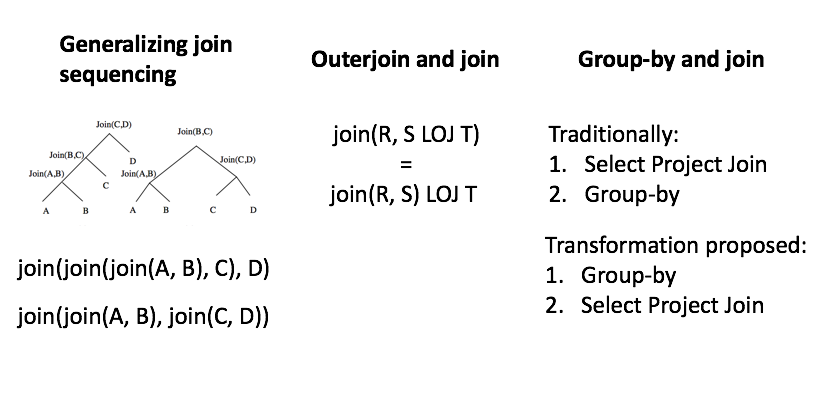 Generalizing join
sequencing
Join(C,D)
Join(B,C)
D
Join(A,B)
C
A
B
Join(B,C)
Join(A,B)
Join(C,D)
A
B
C
D
join(join(join(A, B), C), D)
join(join(A, B), join(C, D))
Outerjoin and join
join(R, S LOJ T)
=
join(R, S) LOJ T
Group-by and join
Traditionally:
1. Select Project Join
2. Group-by
Transformation proposed:
1. Group-by
2. Select Project Join